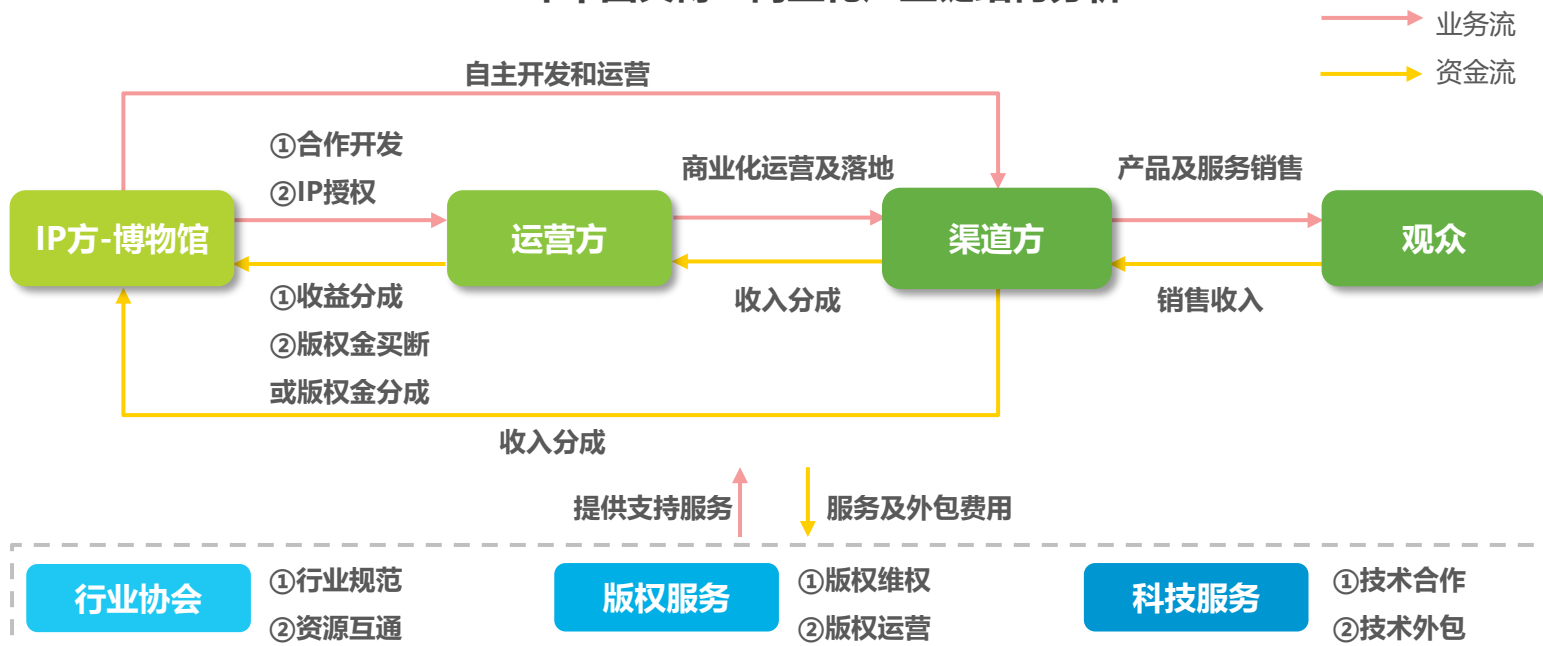 业务流
资金流
自主开发和运营
①合作开发
②IP授权
商业化运营及落地
产品及服务销售
IP方-博物馆
运营方
渠道方
观众
①收益分成
②版权金买断
或版权金分成
收入分成
销售收入
收入分成
提供支持服务
服务及外包费用
行业协会
①行业规范
②资源互通
版权服务
①版权维权
②版权运营
科技服务
①技术合作
②技术外包